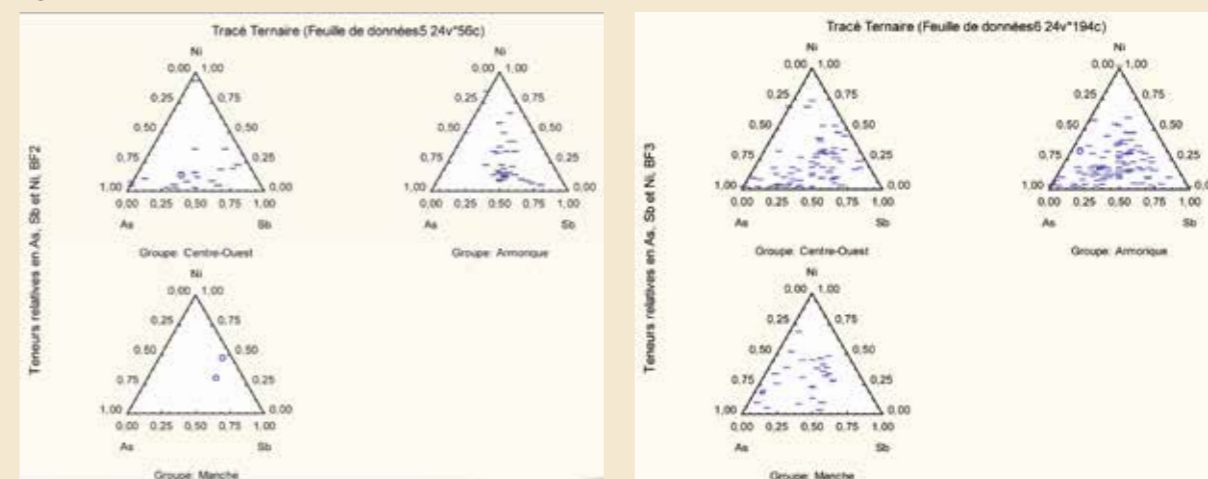 Tracé Ternaire (Feuille de données5 24v*56c)
Teneurs relatives en As, Sb et Ni, BF2
Ni
0,00 1,00
0,25 0,75
0,50 0,50
0,75 0,25
1,00 0,00
0,00 0,25 0,50 0,75 1,00
As Sb
Groupe: Centre-Ouest
Ni
0,00 1,00
0,25 0,75
0,50 0,50
0,75 0,25
1,00 0,00
0,00 0,25 0,50 0,75 1,00
As Sb
Groupe: Armorique
Ni
0,00 1,00
0,25 0,75
0,50 0,50
0,75 0,25
1,00 0,00
0,00 0,25 0,50 0,75 1,00
As Sb
Groupe: Manche
Tracé Ternaire (Feuille de données6 24v*194c)
Teneurs relatives en As, Sb et Ni, BF3
Ni
0,00 1,00
0,25 0,75
0,50 0,50
0,75 0,25
1,00 0,00
0,00 0,25 0,50 0,75 1,00
As Sb
Groupe: Centre-Ouest
Ni
0,00 1,00
0,25 0,75
0,50 0,50
0,75 0,25
1,00
0,00 0,25 0,50 0,75 1,00
As Sb
Groupe: Armorique
Ni
0,00 1,00
0,25 0,75
0,50 0,50
0,75 0,25
1,00 0,00
0,00 0,25 0,50 0,75 1,00
As Sb
Groupe: Manche